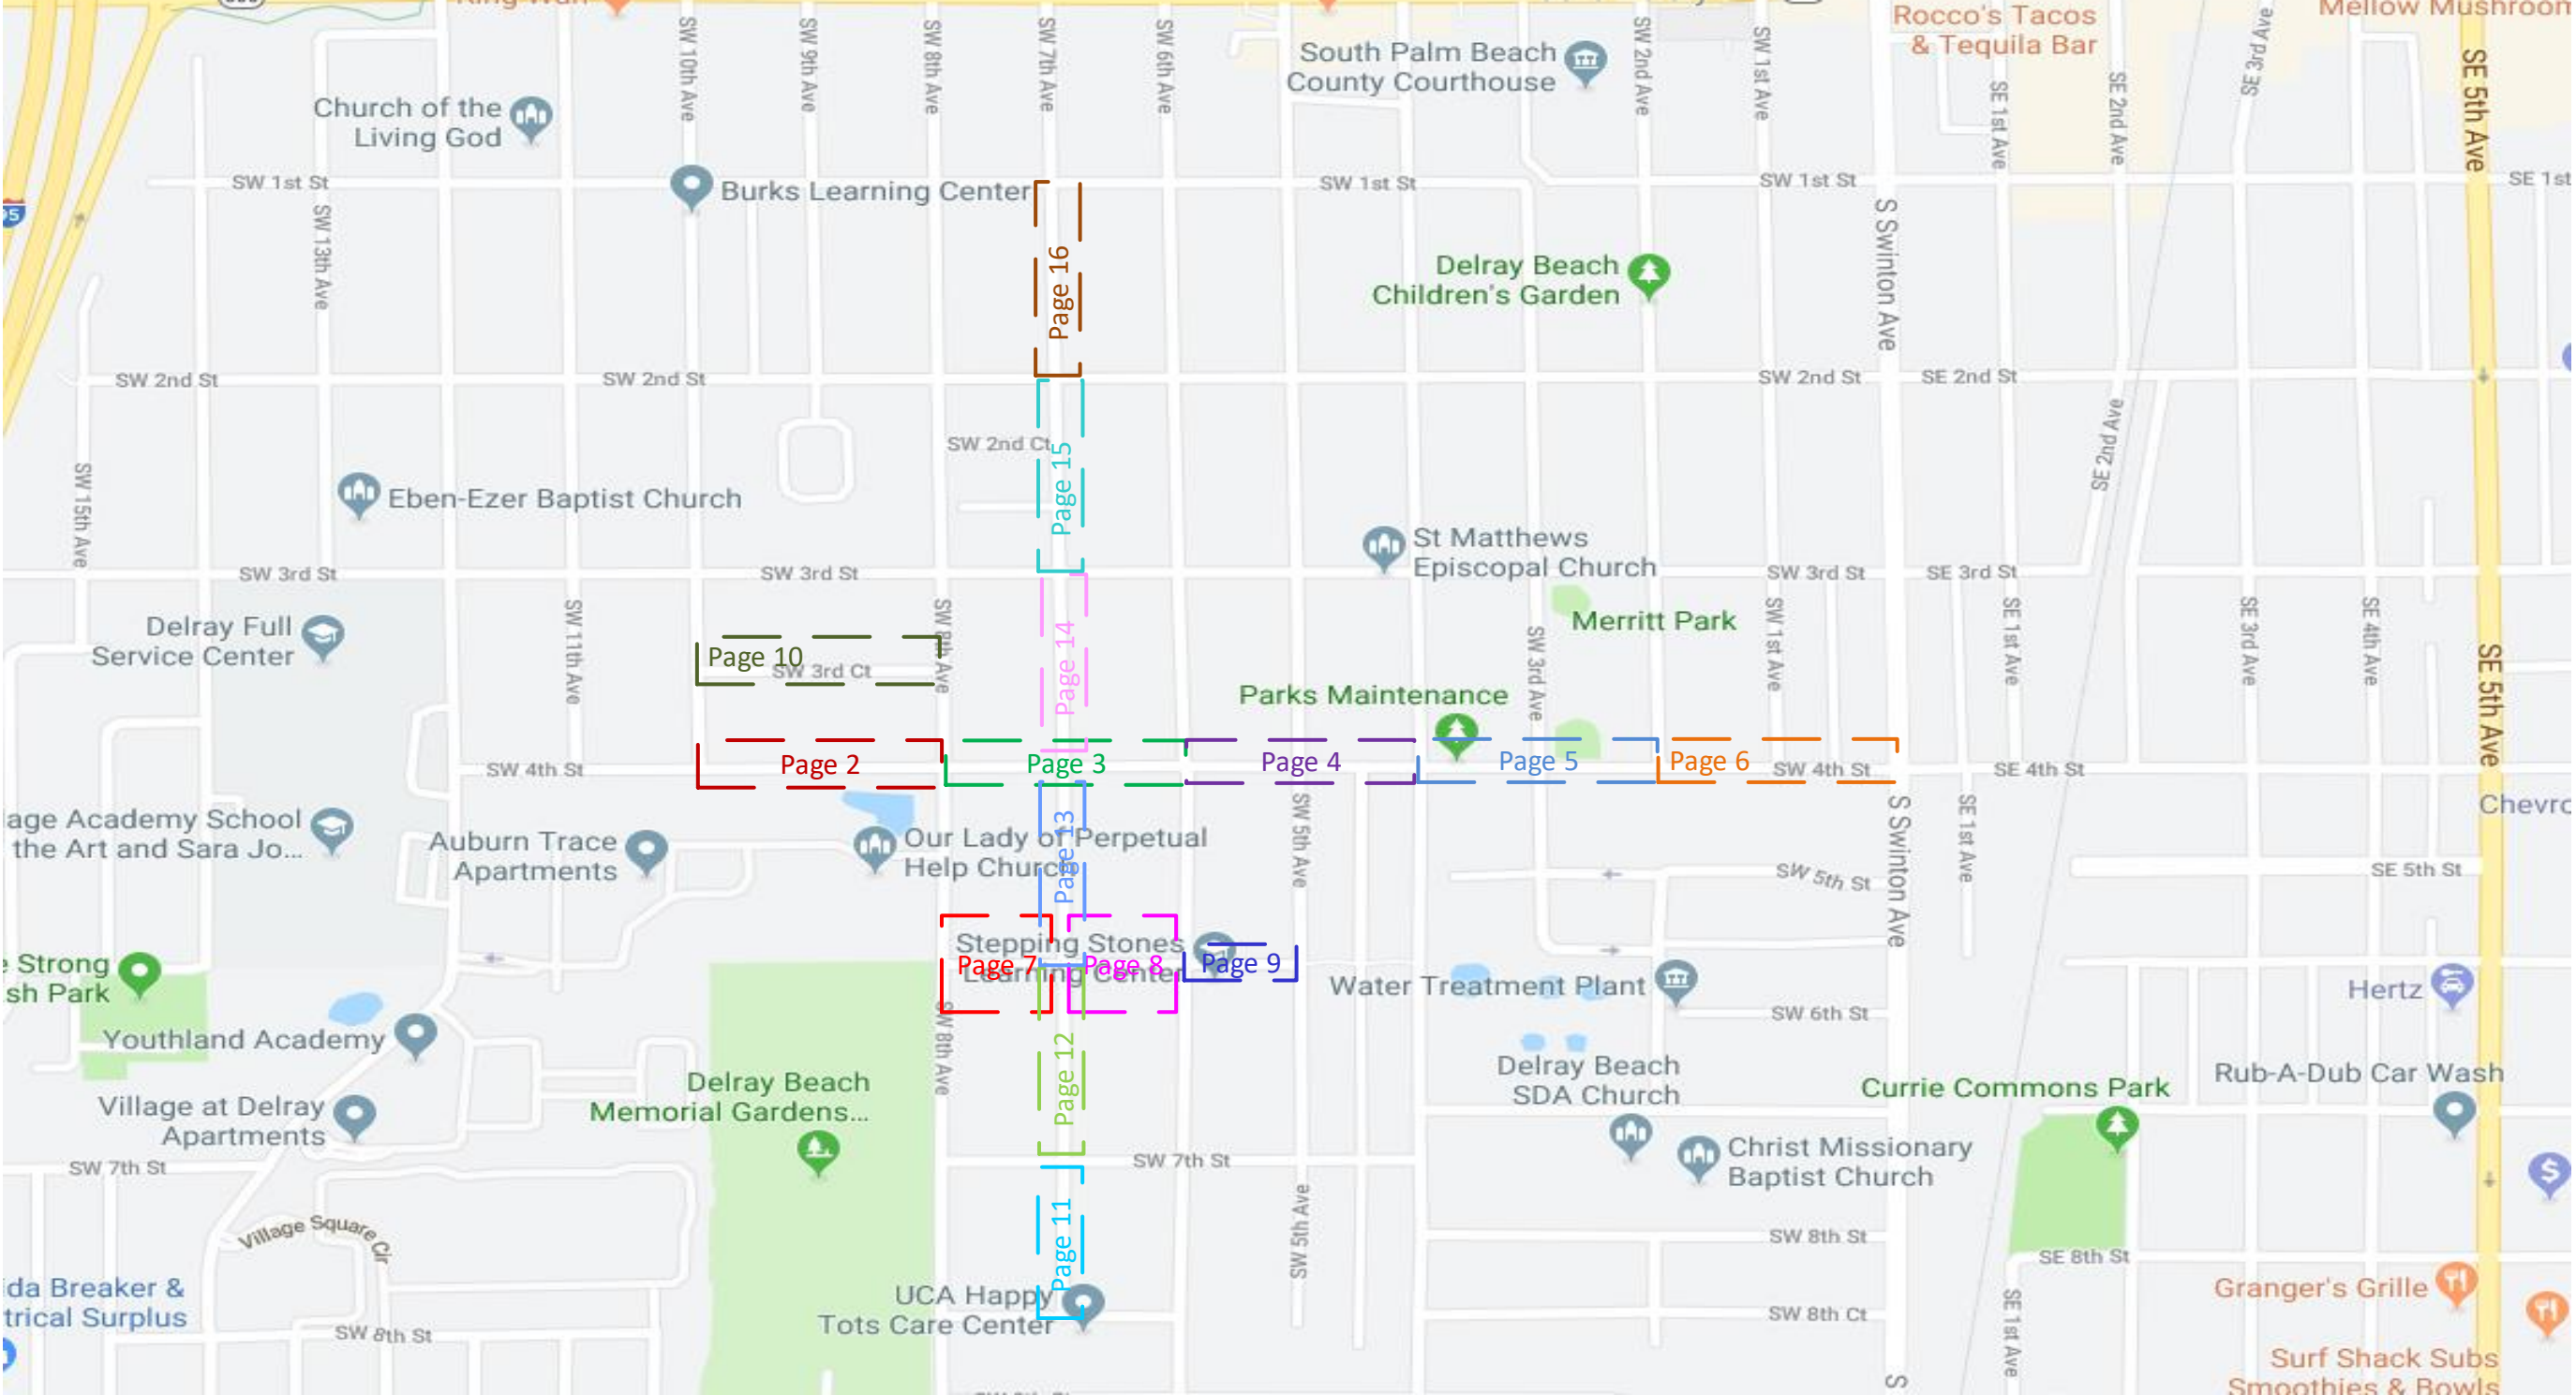 SW 10th Ave
SW 9th Ave
SW 8th Ave
SW 7th Ave
SW 6th Ave
South Palm Beach
County Courthouse
SW 2nd Ave
SW 1st Ave
Rocco's Tacos
& Tequila Bar
SE 1st Ave
SE 2nd Ave
SE 3rd Ave
Mellow Mushroom
SE 5th Ave
Church of the
Living God
SW 1st St
Burks Learning Center
SW 1st St
SW 1st St
SE 1st
95
SW 13th Ave
Page 16
Delray Beach
Children's Garden
S Swinton Ave
SW 2nd St
SW 2nd St
SW 2nd St
SE 2nd St
SW 2nd Ct
Page 15
SE 2nd Ave
SW 15th Ave
Eben-Ezer Baptist Church
St Matthews
Episcopal Church
SW 3rd St
SW 3rd St
SW 3rd St
SE 3rd St
Delray Full
Service Center
SW 11th Ave
Page 10
SW 3rd Ct
SW 8th Ave
Page 14
Merritt Park
SW 3rd Ave
SW 1st Ave
SE 1st Ave
SE 3rd Ave
SE 4th Ave
SE 5th Ave
Parks Maintenance
SW 4th St
Page 2
Page 3
Page 4
Page 5
Page 6
SW 4th St
SE 4th St
Chevro
age Academy School
the Art and Sara Jo...
Auburn Trace
Apartments
Our Lady of Perpetual
Help Church
Page 13
SW 5th Ave
SW 5th St
S Swinton Ave
SE 1st Ave
SE 5th St
Strong
sh Park
Stepping Stones
Learning Center
Page 7
Page 8
Page 9
Water Treatment Plant
SW 6th St
Hertz
Youthland Academy
SW 8th Ave
Page 12
Delray Beach
SDA Church
Currie Commons Park
Rub-A-Dub Car Wash
Village at Delray
Apartments
Delray Beach
Memorial Gardens...
Christ Missionary
Baptist Church
SW 7th St
SW 7th St
Village Square Cir
Page 11
SW 5th Ave
SW 8th St
SE 8th St
da Breaker &
trical Surplus
UCA Happy
Tots Care Center
SW 8th Ct
SE 1st Ave
Granger's Grille
SW 8th St
Surf Shack Subs
Smoothies & Bowls
S